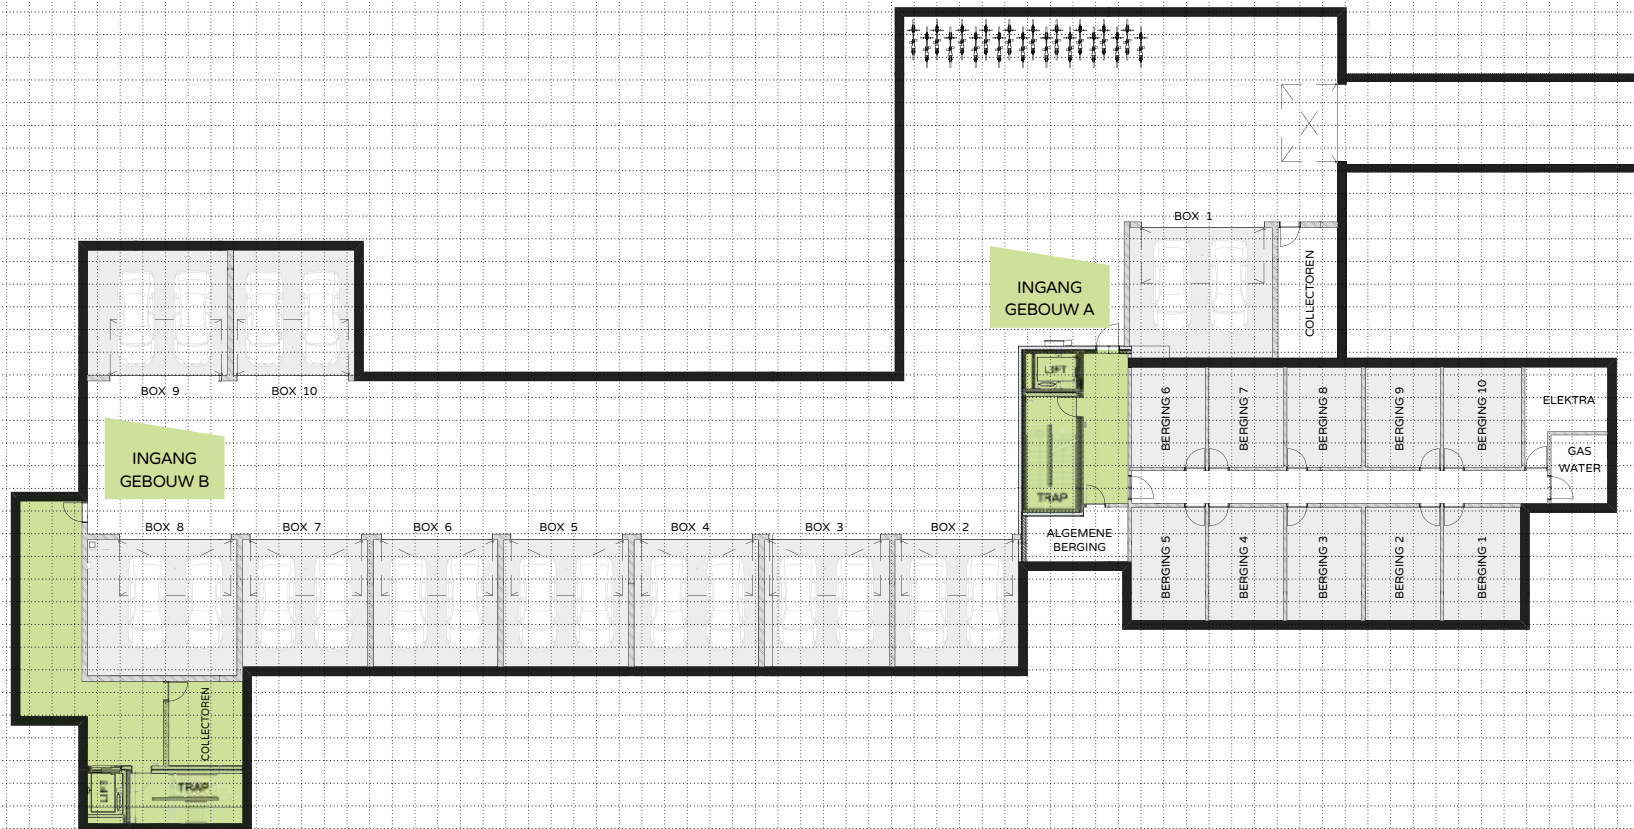 BOX 1
COLLECTOREN
INGANG
GEBOUW A
BOX 9
BOX 10
INGANG
GEBOUW B
LIFT
TRAP
BERGING 6
BERGING 7
BERGING 8
BERGING 9
BERGING 10
ELEKTRA
GAS
WATER
ALGEMENE
BERGING
BERGING 5
BERGING 4
BERGING 3
BERGING 2
BERGING 1
BOX 8
BOX 7
BOX 6
BOX 5
BOX 4
BOX 3
BOX 2
COLLECTOREN
LIFT
TRAP